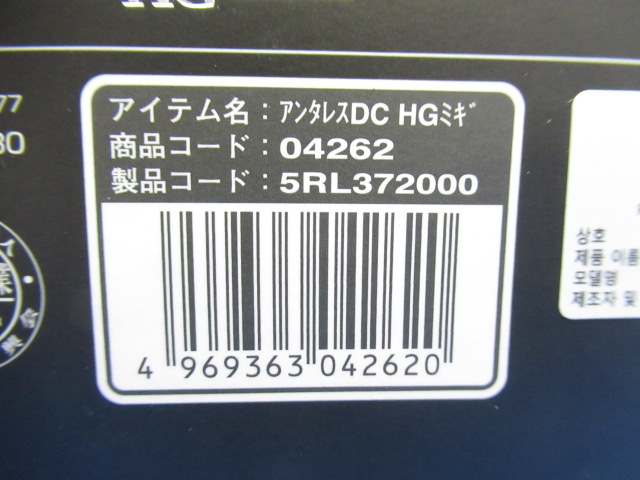 HG
77
30
アイテム名：ｱﾝﾀﾚｽDC HGﾐｷﾞ
商品コード：04262
製品コード：5RL372000
4 969363 042620
상호
제품 이름
모델명
제조자 및